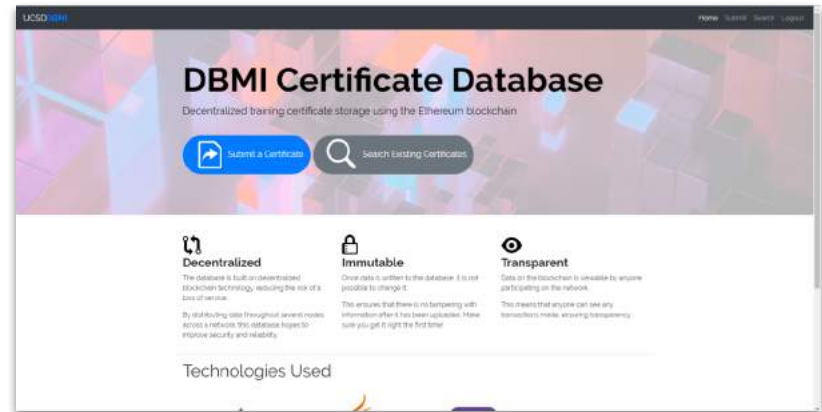 UCSDDBMI
Home Submit Search Logout
DBMI Certificate Database
Decentralized training certificate storage using the Ethereum blockchain
Submit a Certificate
Search Existing Certificates
Decentralized
The database is built on decentralized
blockchain technology, reducing the risk of a
loss of service.
By distributing data throughout several nodes
across a network, this database hopes to
improve security and reliability.
Immutable
Once data is written to the database, it is not
possible to change it.
This ensures that there is no tampering with
information after it has been uploaded. Make
sure you get it right the first time!
Transparent
Data on the blockchain is viewable by anyone
participating on the network.
This means that anyone can see any
transactions made, ensuring transparency.
Technologies Used